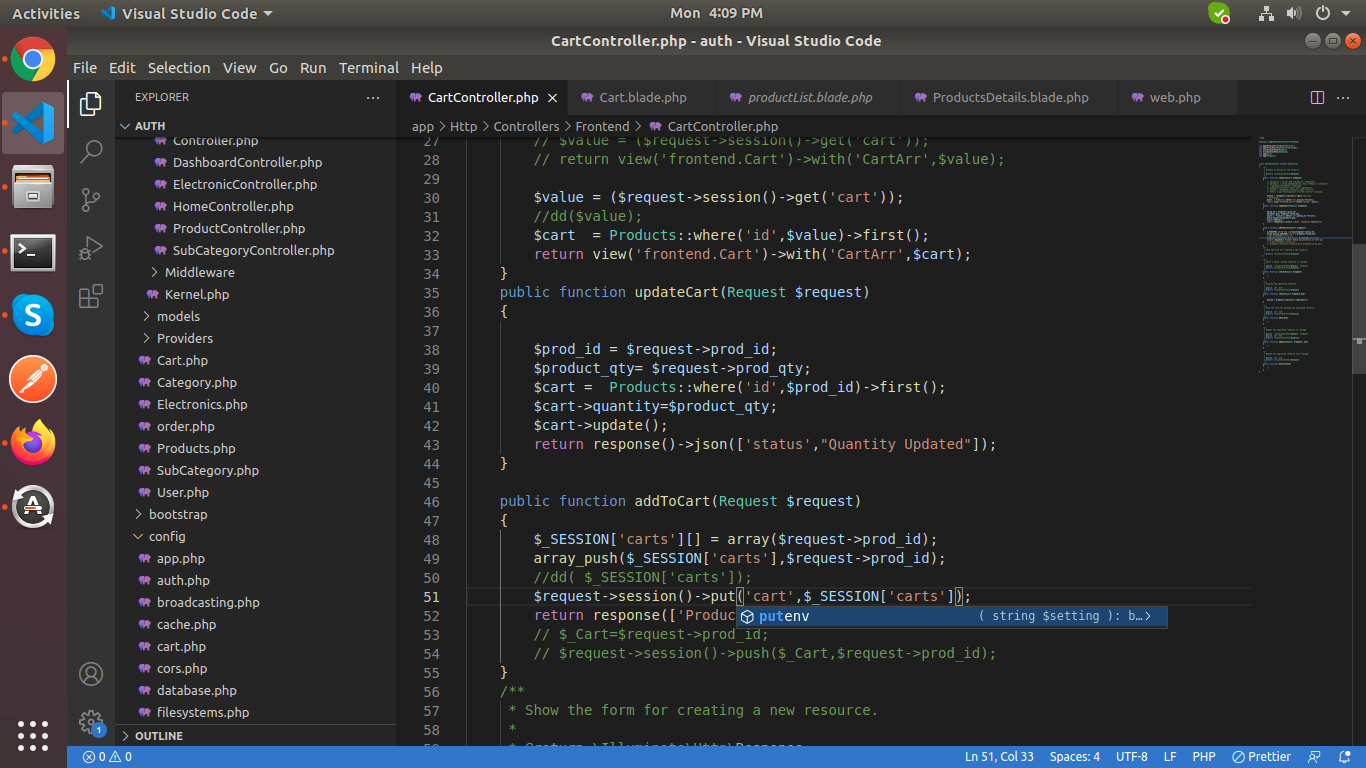 Activities Visual Studio Code Mon 4:09 PM
CartController.php - auth - Visual Studio Code
File Edit Selection View Go Run Terminal Help
EXPLORER ···
AUTH
Controller.php
DashboardController.php
ElectronicController.php
HomeController.php
ProductController.php
SubCategoryController.php
Middleware
Kernel.php
models
Providers
Cart.php
Category.php
Electronics.php
order.php
Products.php
SubCategory.php
User.php
bootstrap
config
app.php
auth.php
broadcasting.php
cache.php
cart.php
cors.php
database.php
filesystems.php
OUTLINE
CartController.php Cart.blade.php productList.blade.php ProductsDetails.blade.php web.php
app > Http > Controllers > Frontend > CartController.php
27 // $value = ($request->session()->get('cart'));
28 // return view('frontend.Cart')->with('CartArr',$value);
29
30 $value = ($request->session()->get('cart'));
31 //dd($value);
32 $cart  = Products::where('id',$value)->first();
33 return view('frontend.Cart')->with('CartArr',$cart);
34 }
35 public function updateCart(Request $request)
36 {
37
38 $prod_id = $request->prod_id;
39 $product_qty= $request->prod_qty;
40 $cart =  Products::where('id',$prod_id)->first();
41 $cart->quantity=$product_qty;
42 $cart->update();
43 return response()->json(['status',"Quantity Updated"]);
44 }
45
46 public function addToCart(Request $request)
47 {
48 $_SESSION['carts'][] = array($request->prod_id);
49 array_push($_SESSION['carts'],$request->prod_id);
50 //dd( $_SESSION['carts']);
51 $request->session()->put('cart',$_SESSION['carts']);
52 return response(['Produc
putenv ( string $setting ): b…>
53 // $_Cart=$request->prod_id;
54 // $request->session()->push($_Cart,$request->prod_id);
55 }
56 /**
57 * Show the form for creating a new resource.
58 *
1
0 0 Ln 51, Col 33 Spaces: 4 UTF-8 LF PHP Prettier